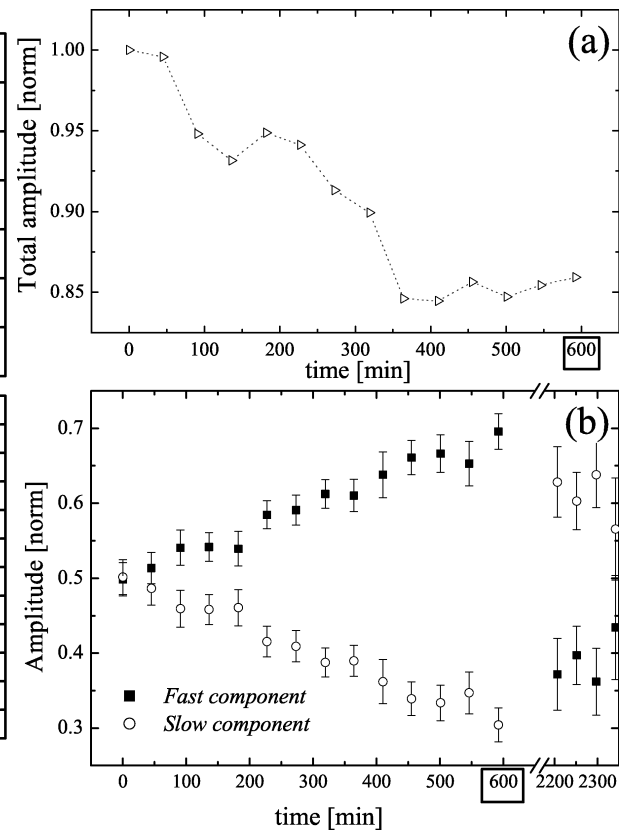 (a)
Total amplitude [norm]
1.00
0.95
0.90
0.85
0 100 200 300 400 500 600
time [min]
(b)
Amplitude [norm]
0.7
0.6
0.5
0.4
0.3
Fast component
Slow component
0 100 200 300 400 500 600 2200 2300
time [min]